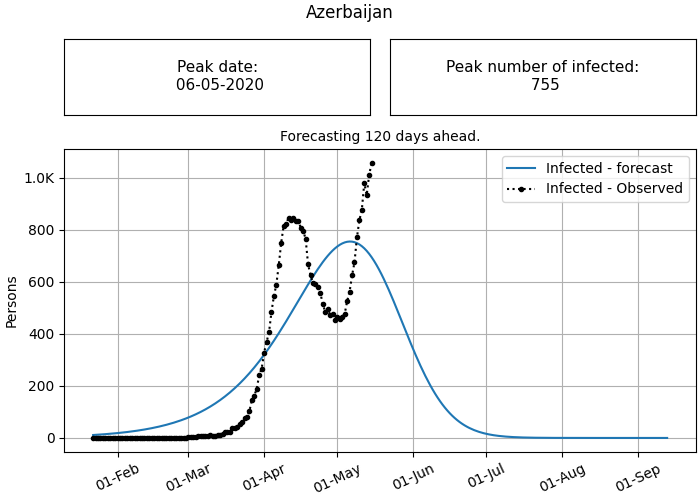 Azerbaijan
Peak date:
06-05-2020
Peak number of infected:
755
Forecasting 120 days ahead.
Infected - forecast
Infected - Observed
Persons
1.0K
800
600
400
200
0
01-Feb
01-Mar
01-Apr
01-May
01-Jun
01-Jul
01-Aug
01-Sep